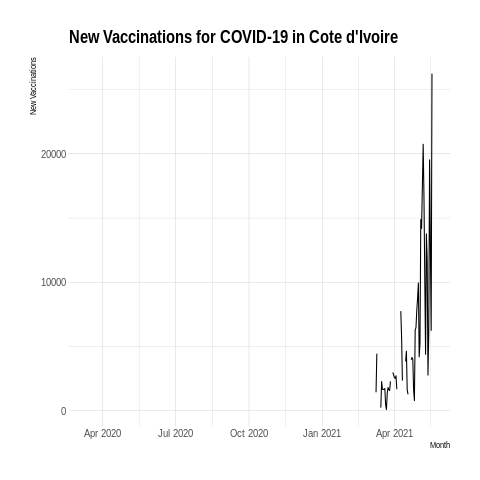 New Vaccinations for COVID-19 in Cote d'Ivoire
New Vaccinations
20000
10000
0
Apr 2020 Jul 2020 Oct 2020 Jan 2021 Apr 2021
Month